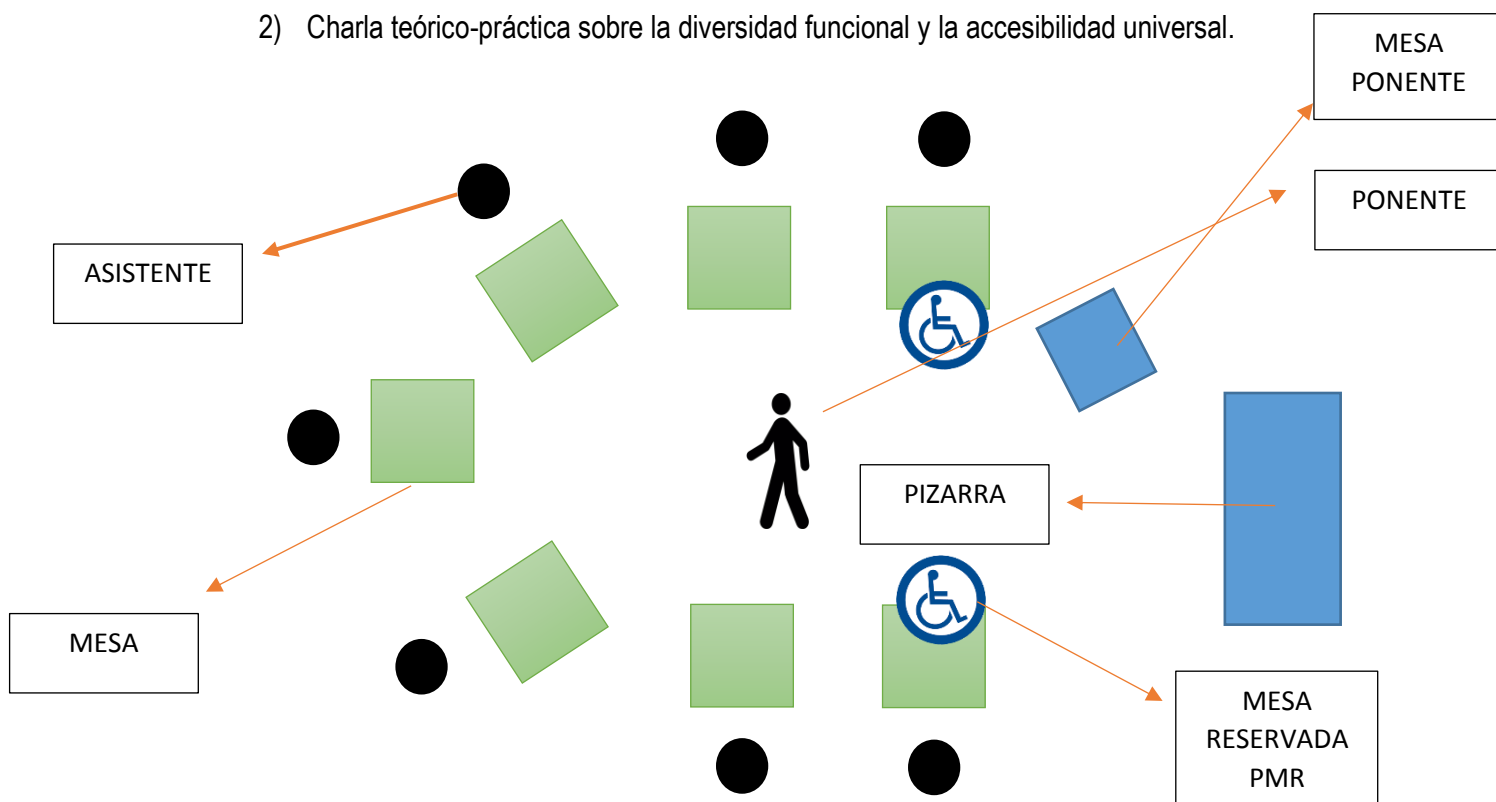 2) Charla teórico-práctica sobre la diversidad funcional y la accesibilidad universal.
MESA
PONENTE
PONENTE
ASISTENTE
PIZARRA
MESA
MESA
RESERVADA
PMR